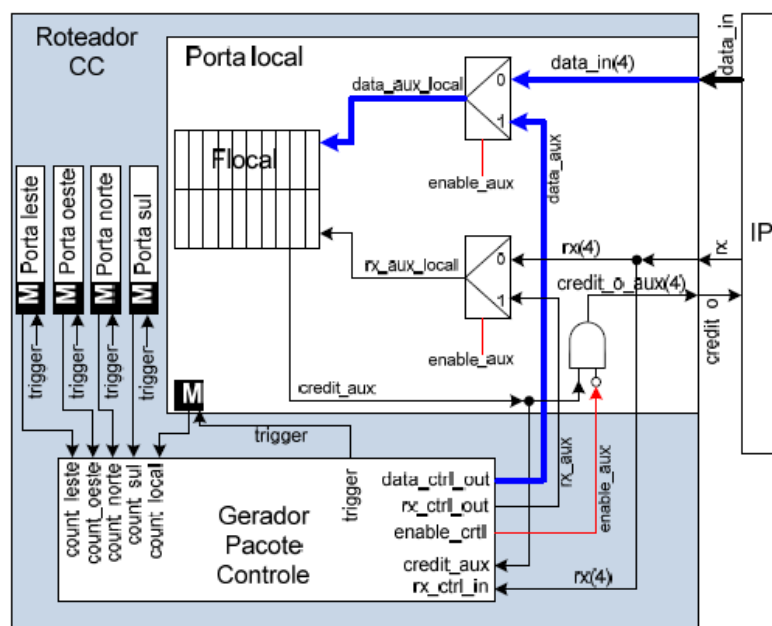 Roteador
CC
Porta local
data_in(4)
data_in
data_aux_local
0
1
Flocal
enable_aux
data_aux
Porta leste
Porta oeste
Porta norte
Porta sul
M
M
M
M
rx_aux_local
0
1
rx(4)
rx
IP
credit_o_aux(4)
credit_o
enable_aux
trigger
trigger
trigger
trigger
credit_aux
M
trigger
rx_aux
enable_aux
count_leste
count_oeste
count_norte
count_sul
count_local
trigger
Gerador
Pacote
Controle
data_ctrl_out
rx_ctrl_out
enable_crtl
credit_aux
rx_ctrl_in
rx(4)